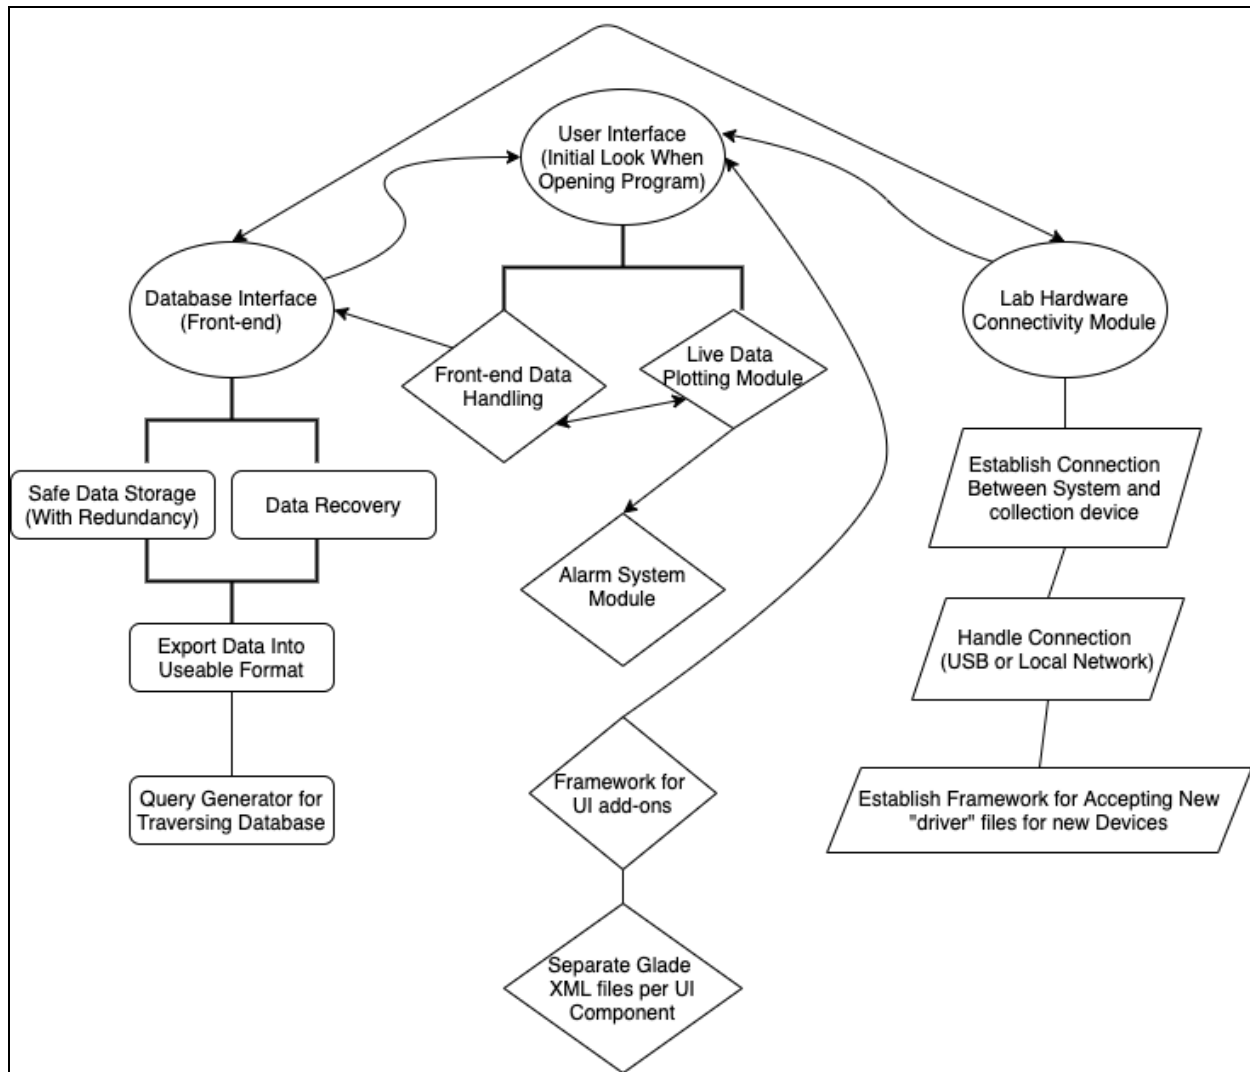 User Interface
(Initial Look When
Opening Program)
Database Interface
(Front-end)
Lab Hardware
Connectivity Module
Front-end Data
Handling
Live Data
Plotting Module
Safe Data Storage
(With Redundancy)
Data Recovery
Establish Connection
Between System and
collection device
Alarm System
Module
Export Data Into
Useable Format
Handle Connection
(USB or Local Network)
Query Generator for
Traversing Database
Framework for
UI add-ons
Establish Framework for Accepting New
"driver" files for new Devices
Separate Glade
XML files per UI
Component